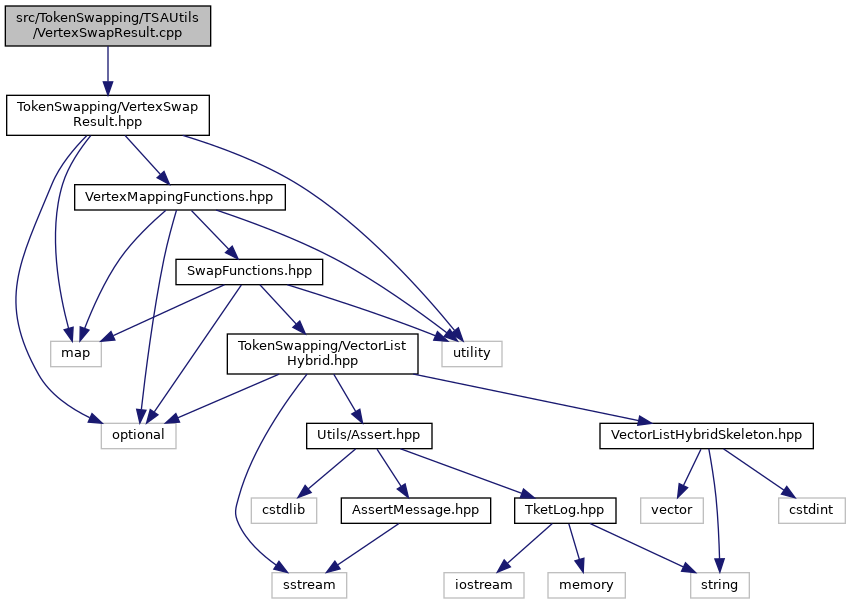 src/TokenSwapping/TSAUtils
/VertexSwapResult.cpp
TokenSwapping/VertexSwap
Result.hpp
VertexMappingFunctions.hpp
SwapFunctions.hpp
map
TokenSwapping/VectorList
Hybrid.hpp
utility
optional
Utils/Assert.hpp
VectorListHybridSkeleton.hpp
cstdlib
AssertMessage.hpp
TketLog.hpp
vector
cstdint
sstream
iostream
memory
string